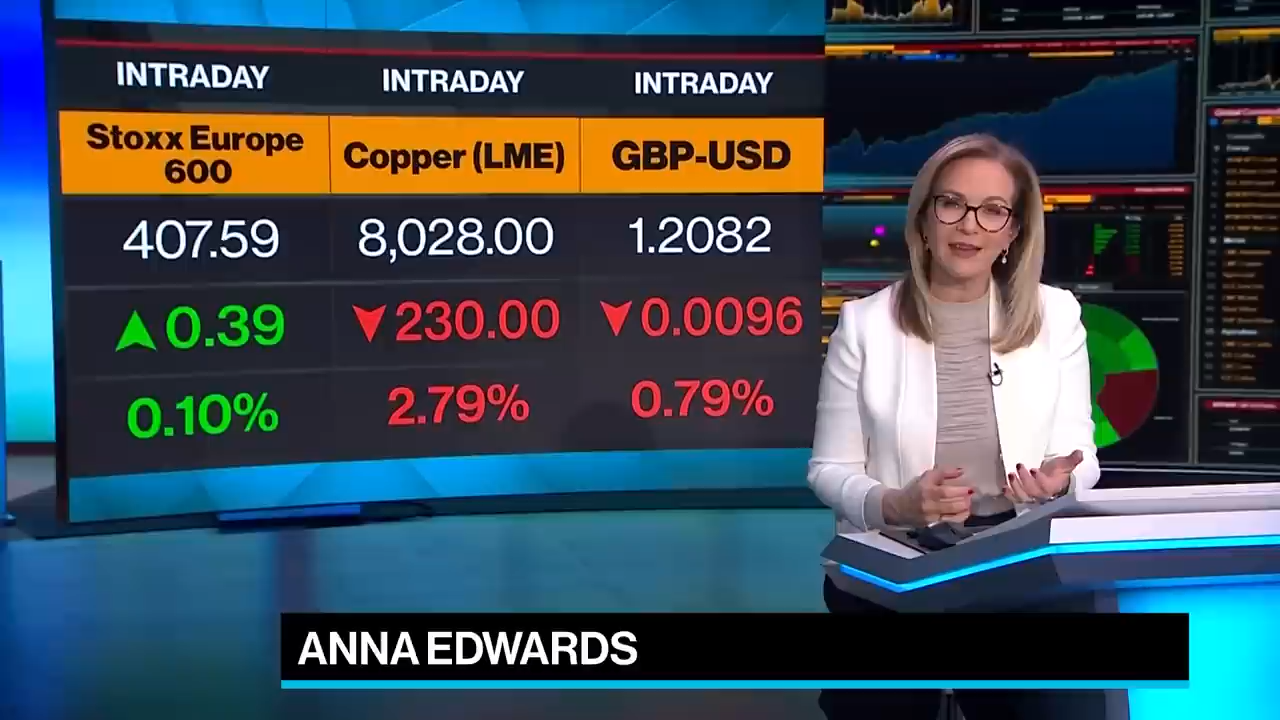 INTRADAY INTRADAY INTRADAY
Stoxx Europe
600
Copper (LME)
GBP-USD
407.59 8,028.00 1.2082
▲0.39 ▼230.00 ▼0.0096
0.10% 2.79% 0.79%
ANNA EDWARDS